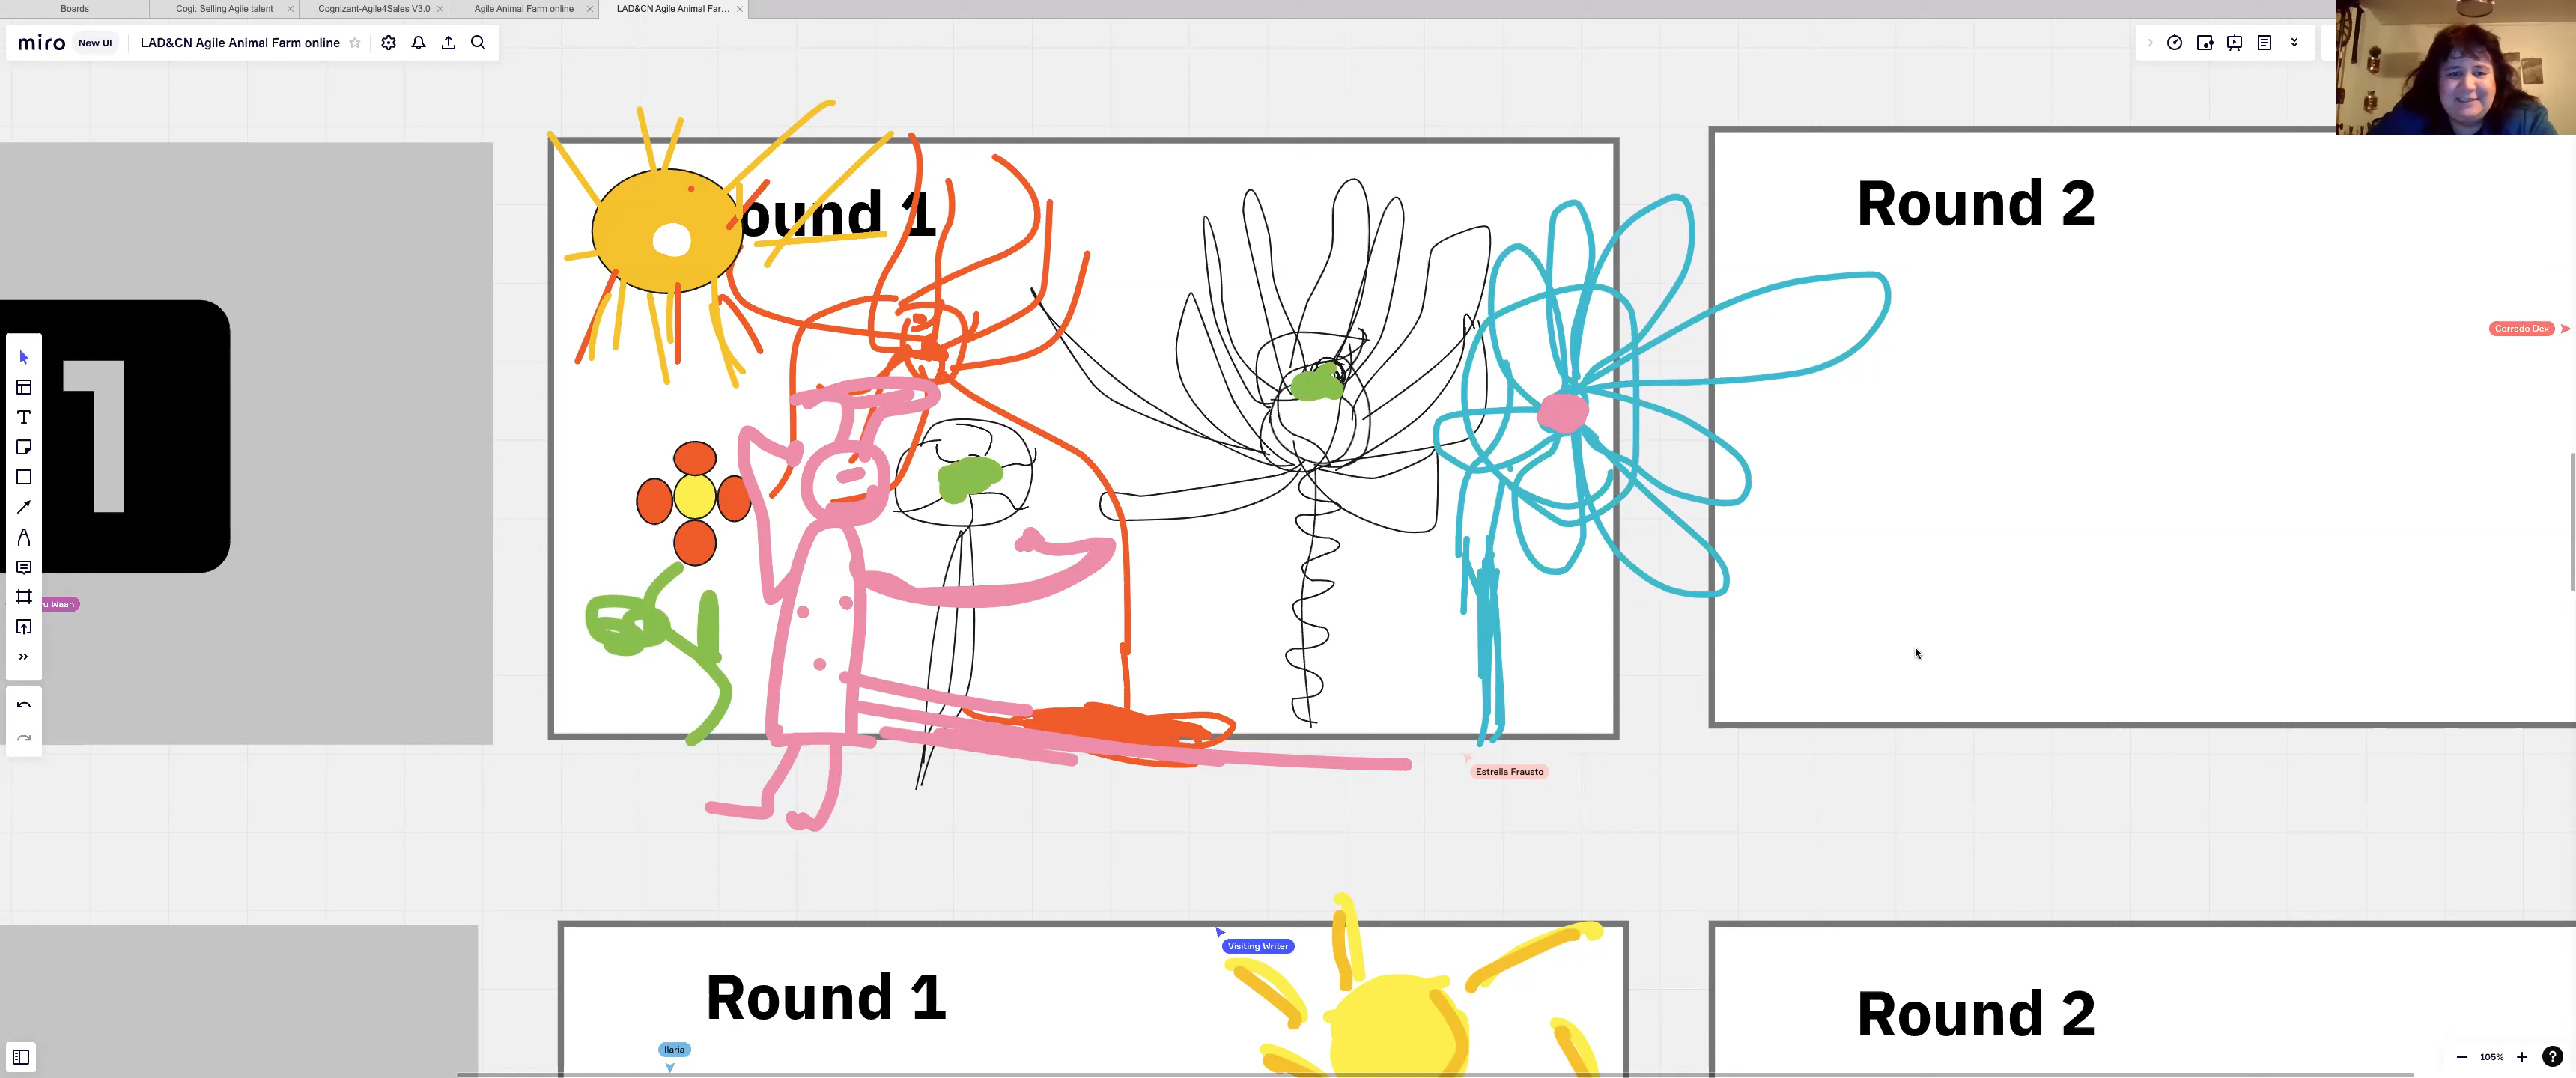 Boards
Cogi: Selling Agile talent
Cognizant-Agile4Sales V3.0
Agile Animal Farm online
LAD&CN Agile Animal Far...
miro
New UI
LAD&CN Agile Animal Farm online
ound 1
Round 2
Corrado Dex
1
u Waan
Estrella Frausto
Visiting Writer
Round 1
Round 2
Ilaria
105%